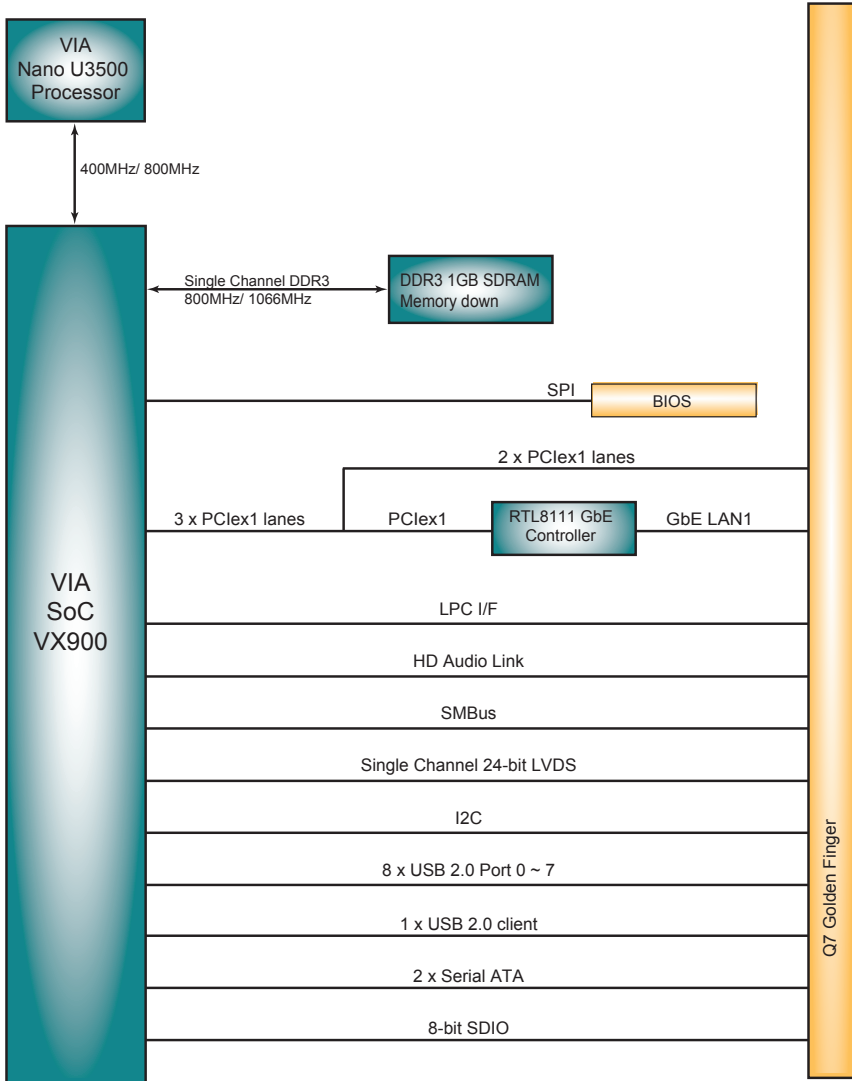 VIA
Nano U3500
Processor
400MHz/ 800MHz
Single Channel DDR3
800MHz/ 1066MHz
DDR3 1GB SDRAM
Memory down
SPI
BIOS
2 x PCIex1 lanes
3 x PCIex1 lanes
PCIex1
RTL8111 GbE
Controller
GbE LAN1
VIA
SoC
VX900
LPC I/F
HD Audio Link
SMBus
Single Channel 24-bit LVDS
I2C
8 x USB 2.0 Port 0 ~ 7
1 x USB 2.0 client
2 x Serial ATA
8-bit SDIO
Q7 Golden Finger